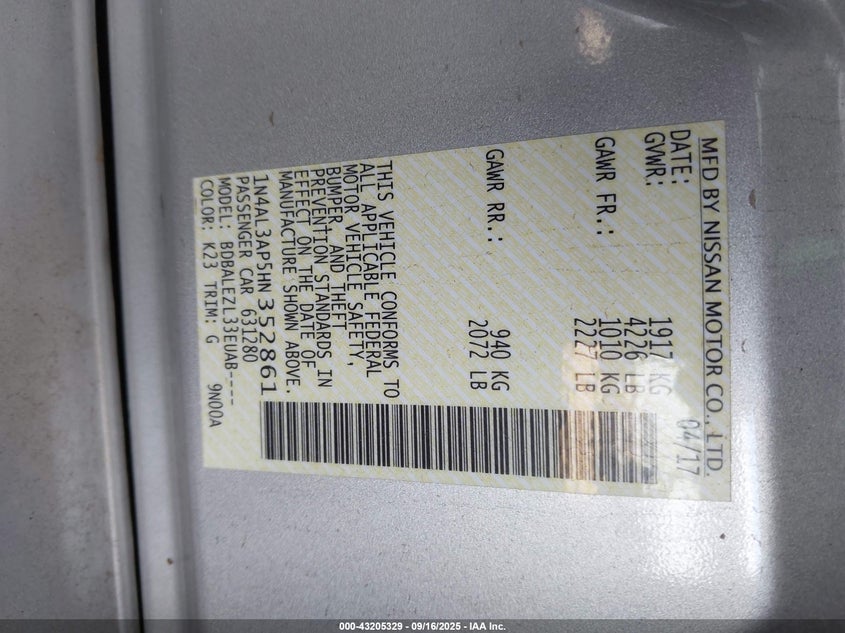 MFD BY NISSAN MOTOR CO., LTD.
DATE: 04/17
GVWR: 1917 KG
4226 LB
GAWR FR.: 1010 KG
2227 LB
GAWR RR.: 940 KG
2072 LB
THIS VEHICLE CONFORMS TO
ALL APPLICABLE FEDERAL
MOTOR VEHICLE SAFETY,
BUMPER, AND THEFT
PREVENTION STANDARDS IN
EFFECT ON THE DATE OF
MANUFACTURE SHOWN ABOVE.
1N4AL3AP5HN352861
PASSENGER CAR 631280
MODEL: BDBALEZL33EUAB----
COLOR: K23 TRIM: G 9N00A
000-43205329 - 09/16/2025 - IAA Inc.